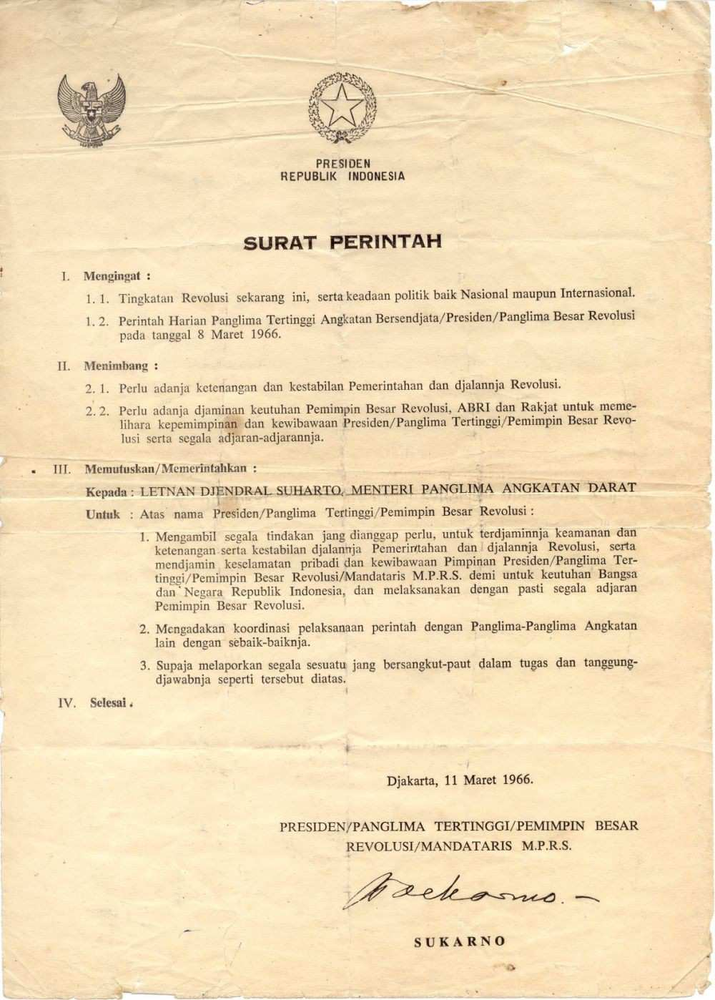 PRESIDEN
REPUBLIK INDONESIA
SURAT PERINTAH
I. Mengingat :
1. 1. Tingkatan Revolusi sekarang ini, serta keadaan politik baik Nasional maupun Internasional.
1. 2. Perintah Harian Panglima Tertinggi Angkatan Bersendjata/Presiden/Panglima Besar Revolusi
pada tanggal 8 Maret 1966.
II. Menimbang :
2. 1. Perlu adanja ketenangan dan kestabilan Pemerintahan dan djalannja Revolusi.
2. 2. Perlu adanja djaminan keutuhan Pemimpin Besar Revolusi, ABRI dan Rakjat untuk meme-
lihara kepemimpinan dan kewibawaan Presiden/Panglima Tertinggi/Pemimpin Besar Revo-
lusi serta segala adjaran-adjarannja.
III. Memutuskan/Memerintahkan :
Kepada : LETNAN DJENDRAL SUHARTO, MENTERI PANGLIMA ANGKATAN DARAT
Untuk : Atas nama Presiden/Panglima Tertinggi/Pemimpin Besar Revolusi :
1. Mengambil segala tindakan jang dianggap perlu, untuk terdjaminnja keamanan dan
ketenangan serta kestabilan djalannja Pemerintahan dan djalannja Revolusi, serta
mendjamin keselamatan pribadi dan kewibawaan Pimpinan Presiden/Panglima Ter-
tinggi/Pemimpin Besar Revolusi/Mandataris M.P.R.S. demi untuk keutuhan Bangsa
dan Negara Republik Indonesia, dan melaksanakan dengan pasti segala adjaran
Pemimpin Besar Revolusi.
2. Mengadakan koordinasi pelaksanaan perintah dengan Panglima-Panglima Angkatan
lain dengan sebaik-baiknja.
3. Supaja melaporkan segala sesuatu jang bersangkut-paut dalam tugas dan tanggung-
djawabnja seperti tersebut diatas.
IV. Selesai.
Djakarta, 11 Maret 1966.
PRESIDEN/PANGLIMA TERTINGGI/PEMIMPIN BESAR
REVOLUSI/MANDATARIS M.P.R.S.
Soekarno. –
SUKARNO